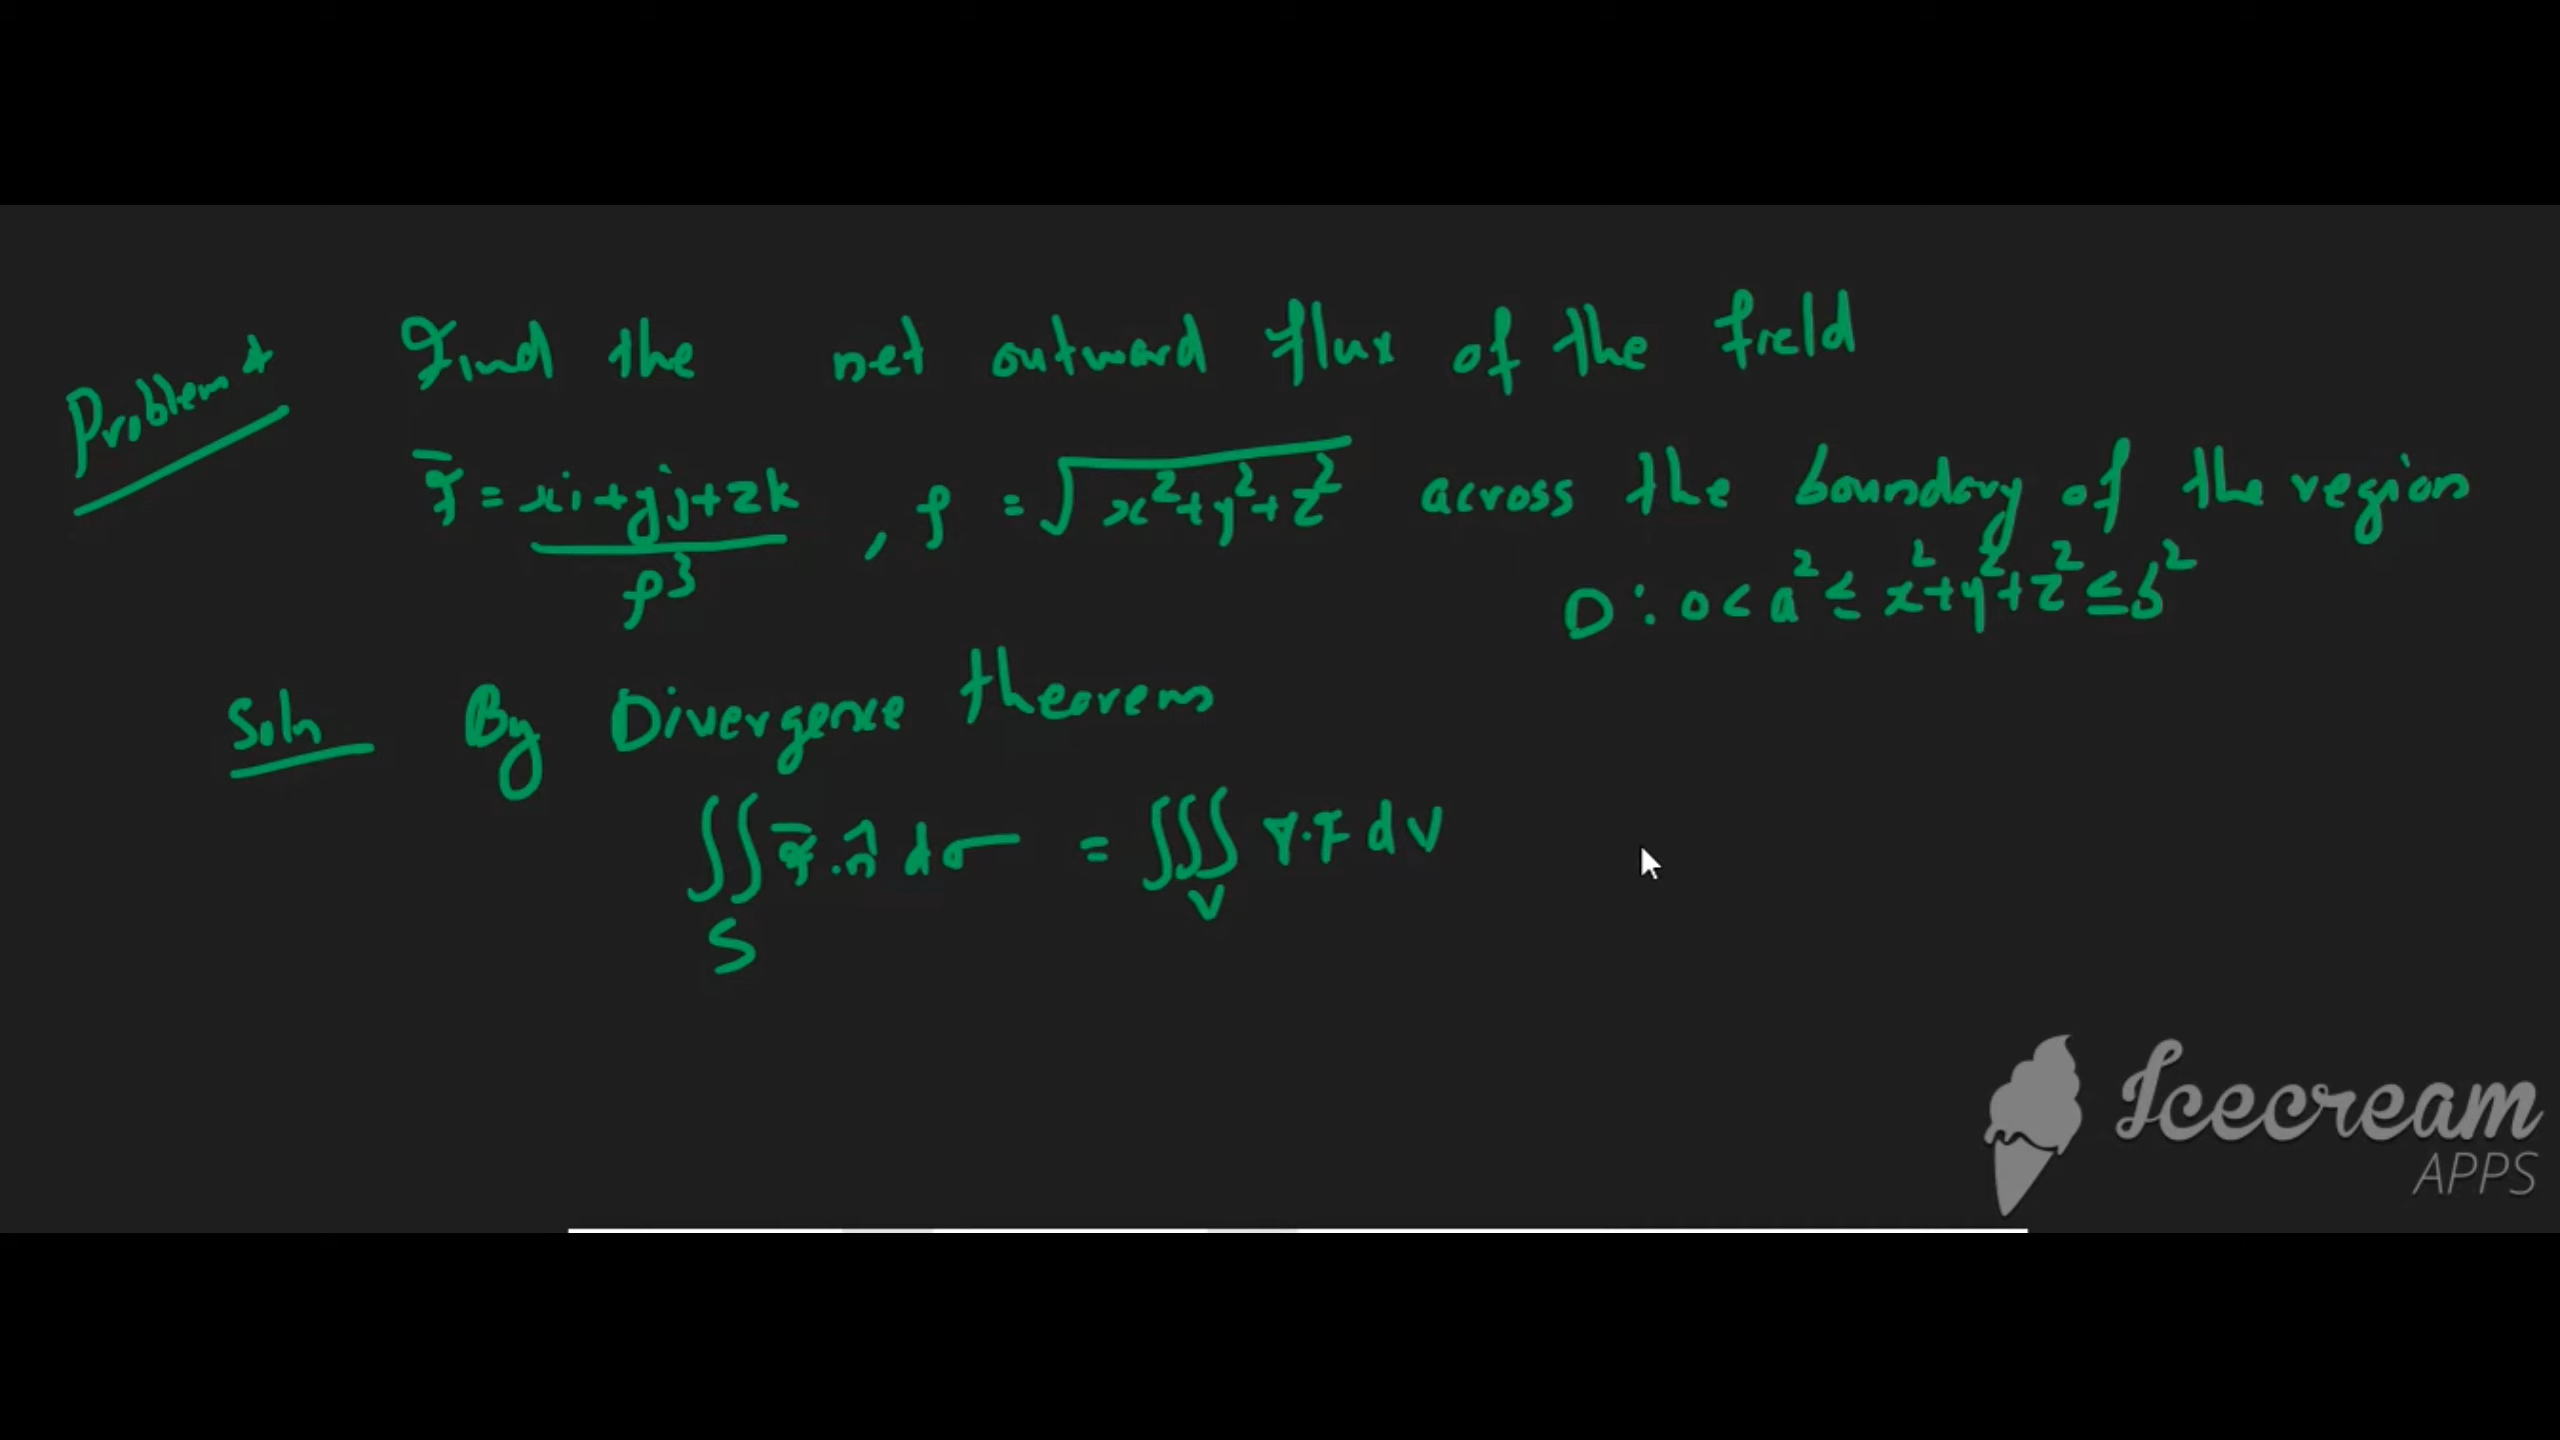 Problem * Find the net outward flux of the field
F̅ = xi+yj+zk / ρ³ , ρ = √x²+y²+z² across the boundary of the region
D : 0 < a² ≤ x²+y²+z² ≤ b²
Soln By Divergence theorem
∬_S F̅.n̂ dσ = ∭_V ∇.F dV
Icecream
APPS